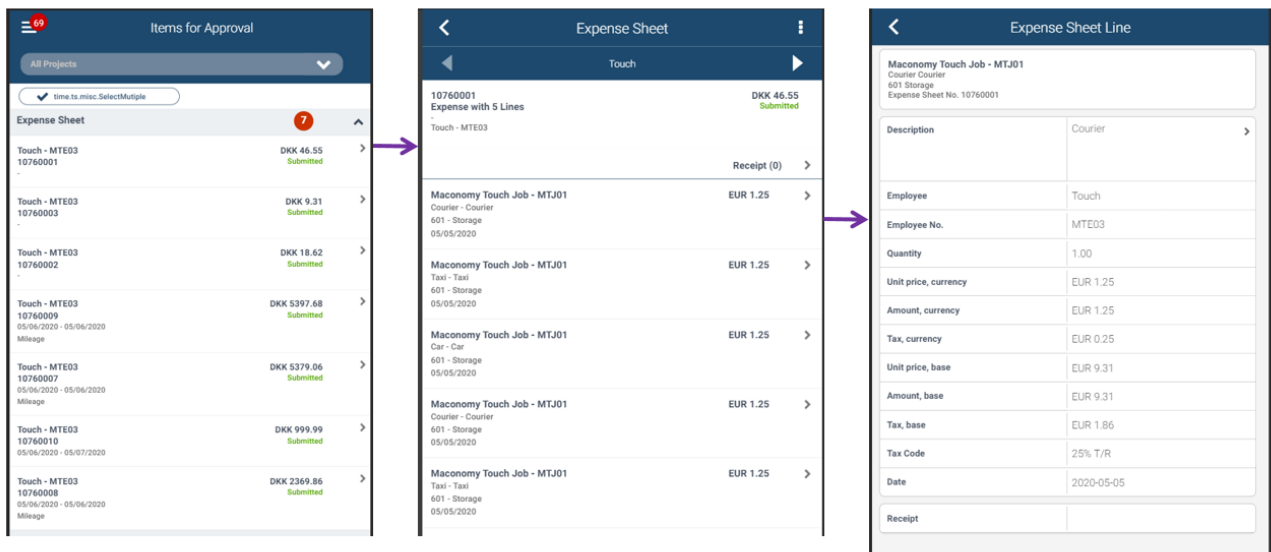 69
Items for Approval
All Projects
time.ts.misc.SelectMutiple
Expense Sheet 7
Touch - MTE03 DKK 46.55
10760001 Submitted
-
Touch - MTE03 DKK 9.31
10760003 Submitted
-
Touch - MTE03 DKK 18.62
10760002 Submitted
-
Touch - MTE03 DKK 5397.68
10760009 Submitted
05/06/2020 - 05/06/2020
Mileage
Touch - MTE03 DKK 5379.06
10760007 Submitted
05/06/2020 - 05/06/2020
Mileage
Touch - MTE03 DKK 999.99
10760010 Submitted
05/06/2020 - 05/07/2020
Touch - MTE03 DKK 2369.86
10760008 Submitted
05/06/2020 - 05/06/2020
Mileage
Expense Sheet
Touch
10760001 DKK 46.55
Expense with 5 Lines Submitted
-
Touch - MTE03
Receipt (0)
Maconomy Touch Job - MTJ01 EUR 1.25
Courier - Courier
601 - Storage
05/05/2020
Maconomy Touch Job - MTJ01 EUR 1.25
Taxi - Taxi
601 - Storage
05/05/2020
Maconomy Touch Job - MTJ01 EUR 1.25
Car - Car
601 - Storage
05/05/2020
Maconomy Touch Job - MTJ01 EUR 1.25
Courier - Courier
601 - Storage
05/05/2020
Maconomy Touch Job - MTJ01 EUR 1.25
Taxi - Taxi
601 - Storage
05/05/2020
Expense Sheet Line
Maconomy Touch Job - MTJ01
Courier Courier
601 Storage
Expense Sheet No. 10760001
Description Courier
Employee Touch
Employee No. MTE03
Quantity 1.00
Unit price, currency EUR 1.25
Amount, currency EUR 1.25
Tax, currency EUR 0.25
Unit price, base EUR 9.31
Amount, base EUR 9.31
Tax, base EUR 1.86
Tax Code 25% T/R
Date 2020-05-05
Receipt